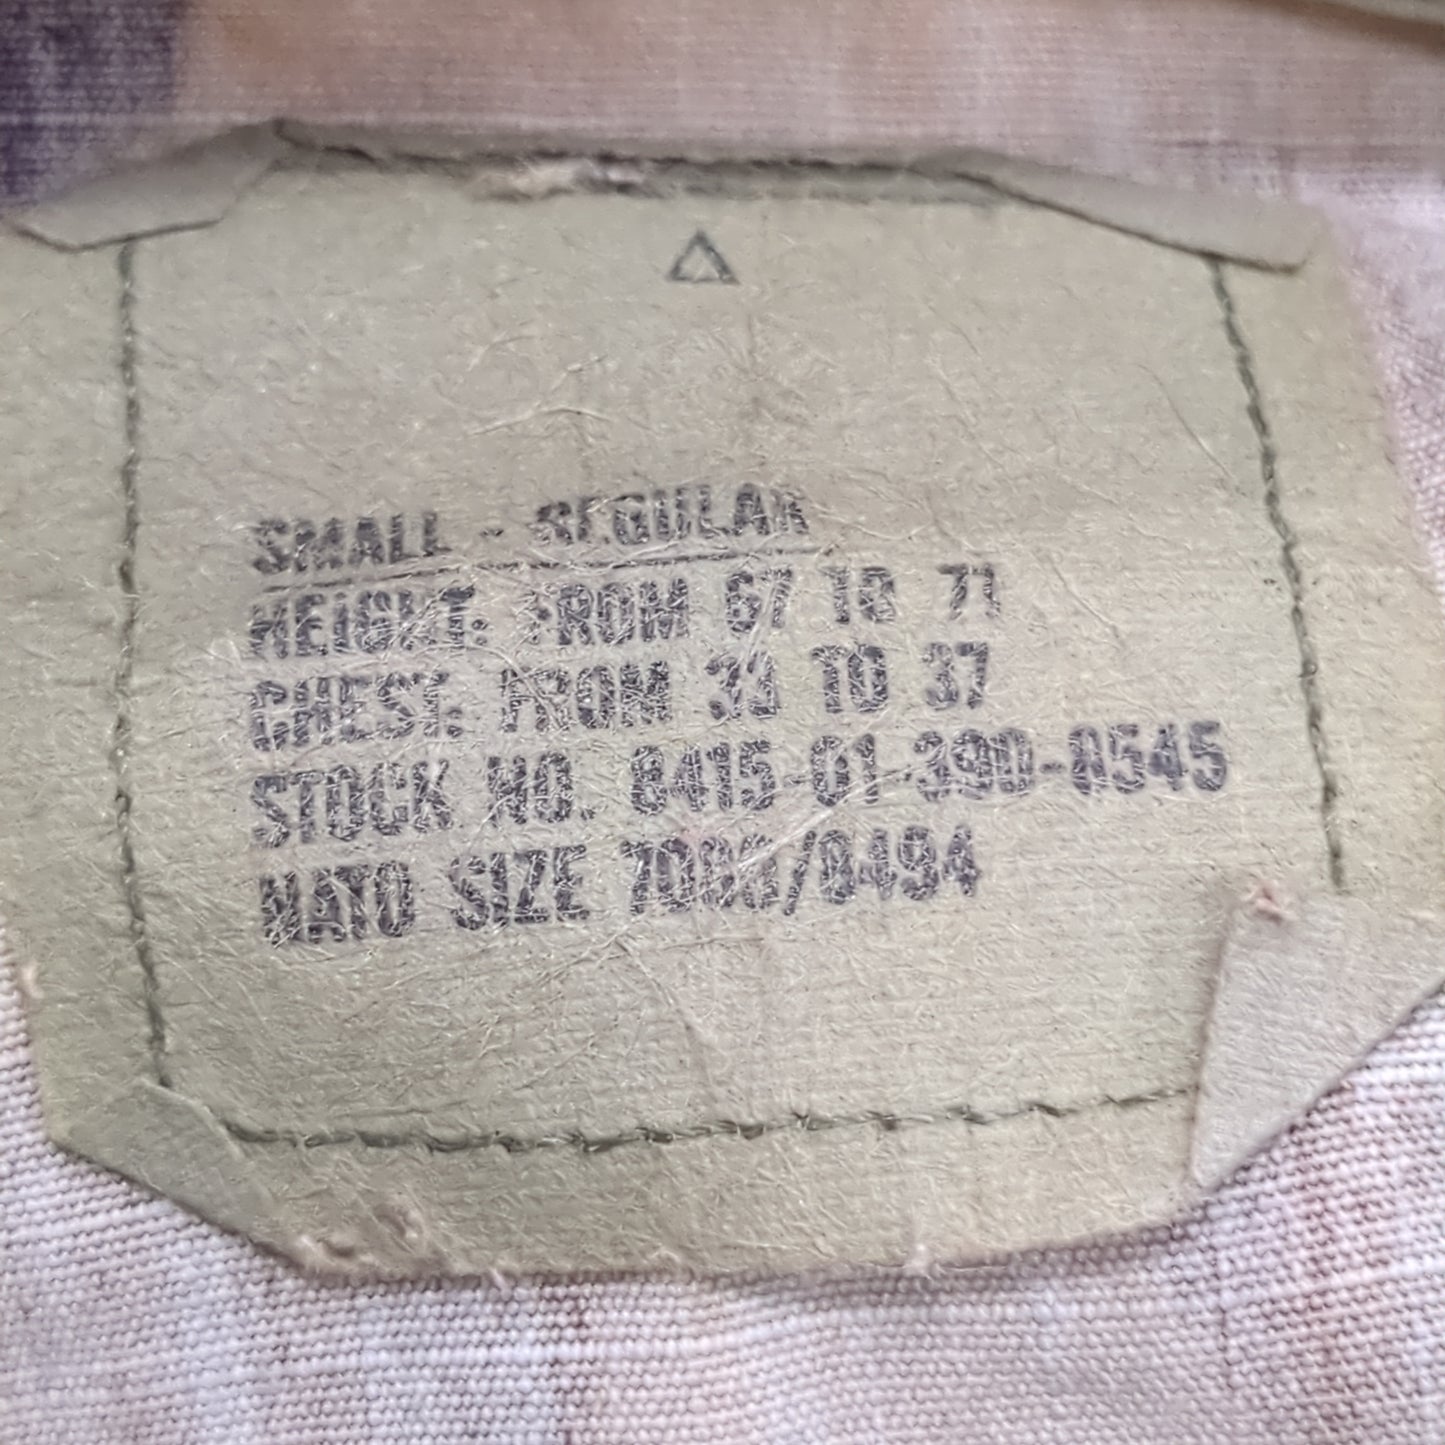 SMALL - REGULAR
HEIGHT: FROM 67 TO 71
CHEST: FROM 33 TO 37
STOCK NO. 8415-01-390-8545
NATO SIZE 7080/8494